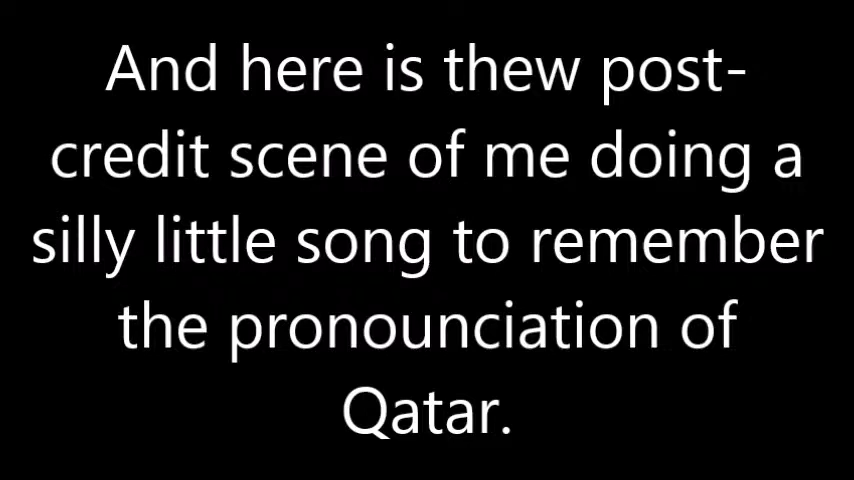 And here is thew post-
credit scene of me doing a
silly little song to remember
the pronounciation of
Qatar.